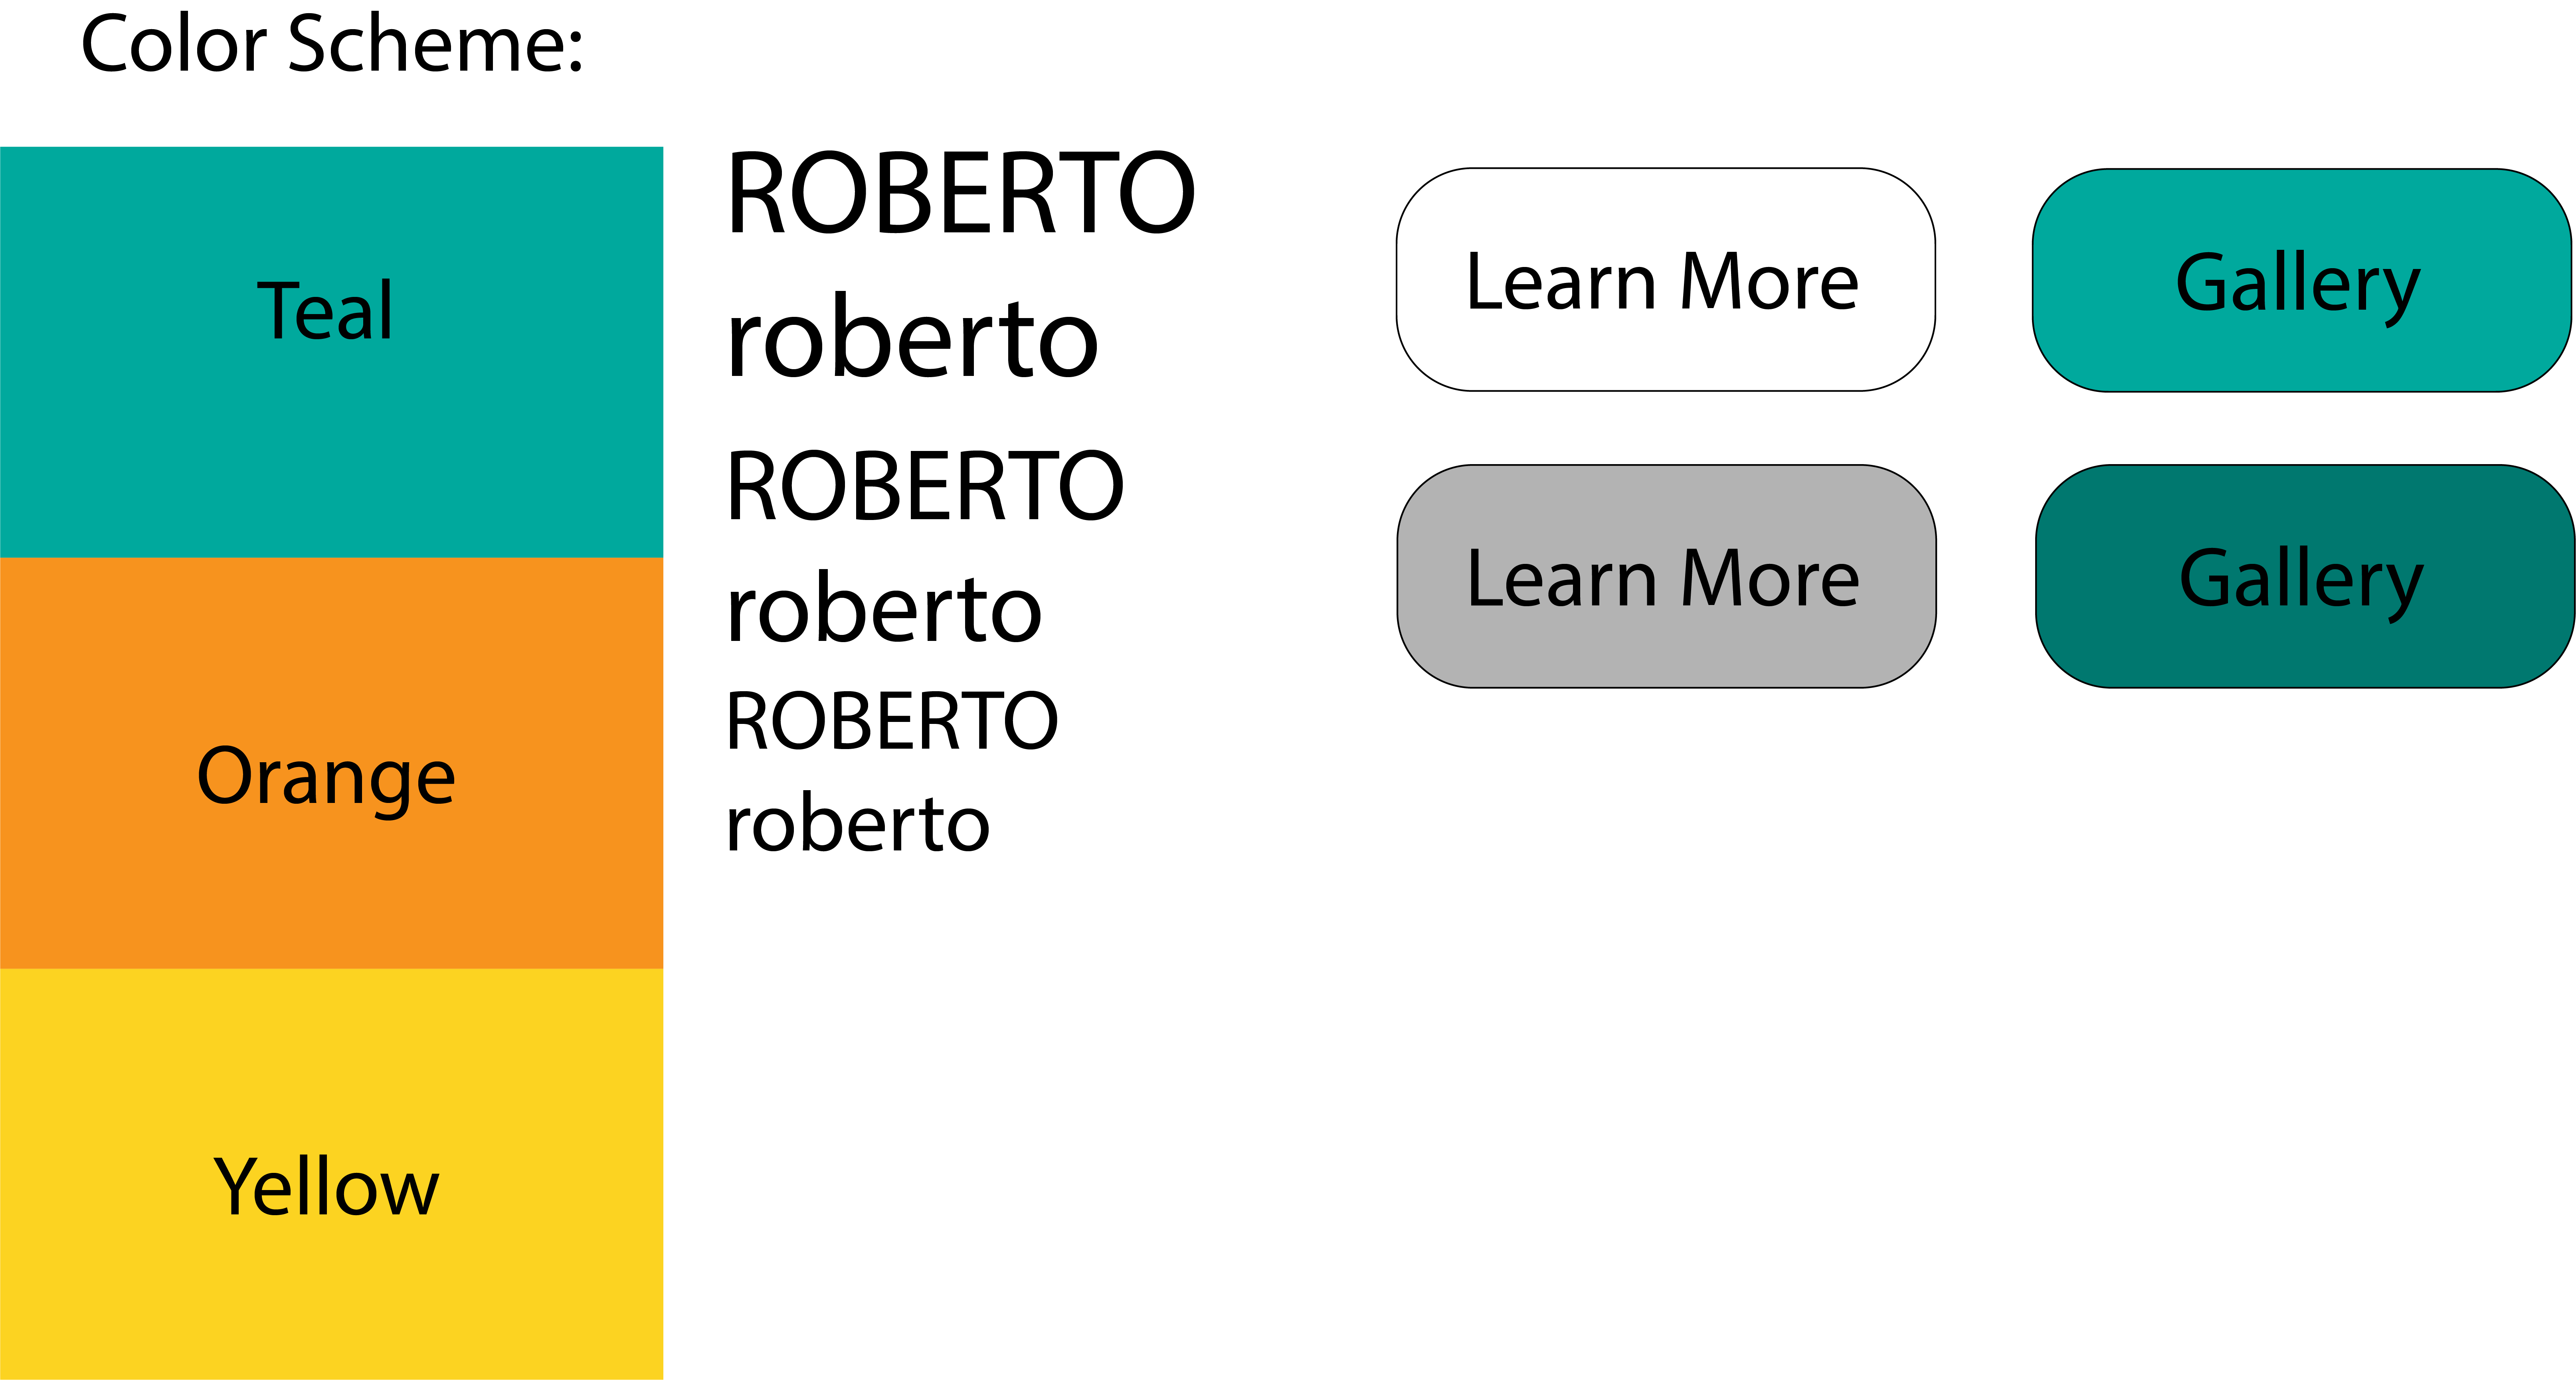 Color Scheme:
Teal
Orange
Yellow
ROBERTO
roberto
ROBERTO
roberto
ROBERTO
roberto
Learn More
Gallery
Learn More
Gallery